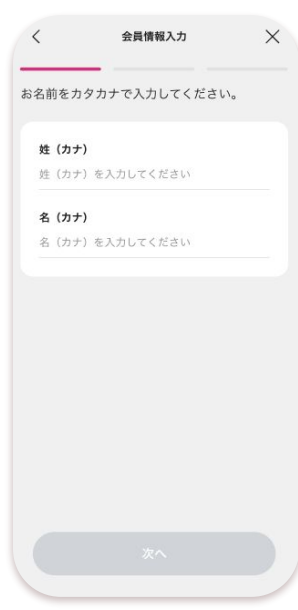 会員情報入力
お名前をカタカナで入力してください。
姓（カナ）
姓（カナ）を入力してください
名（カナ）
名（カナ）を入力してください
次へ